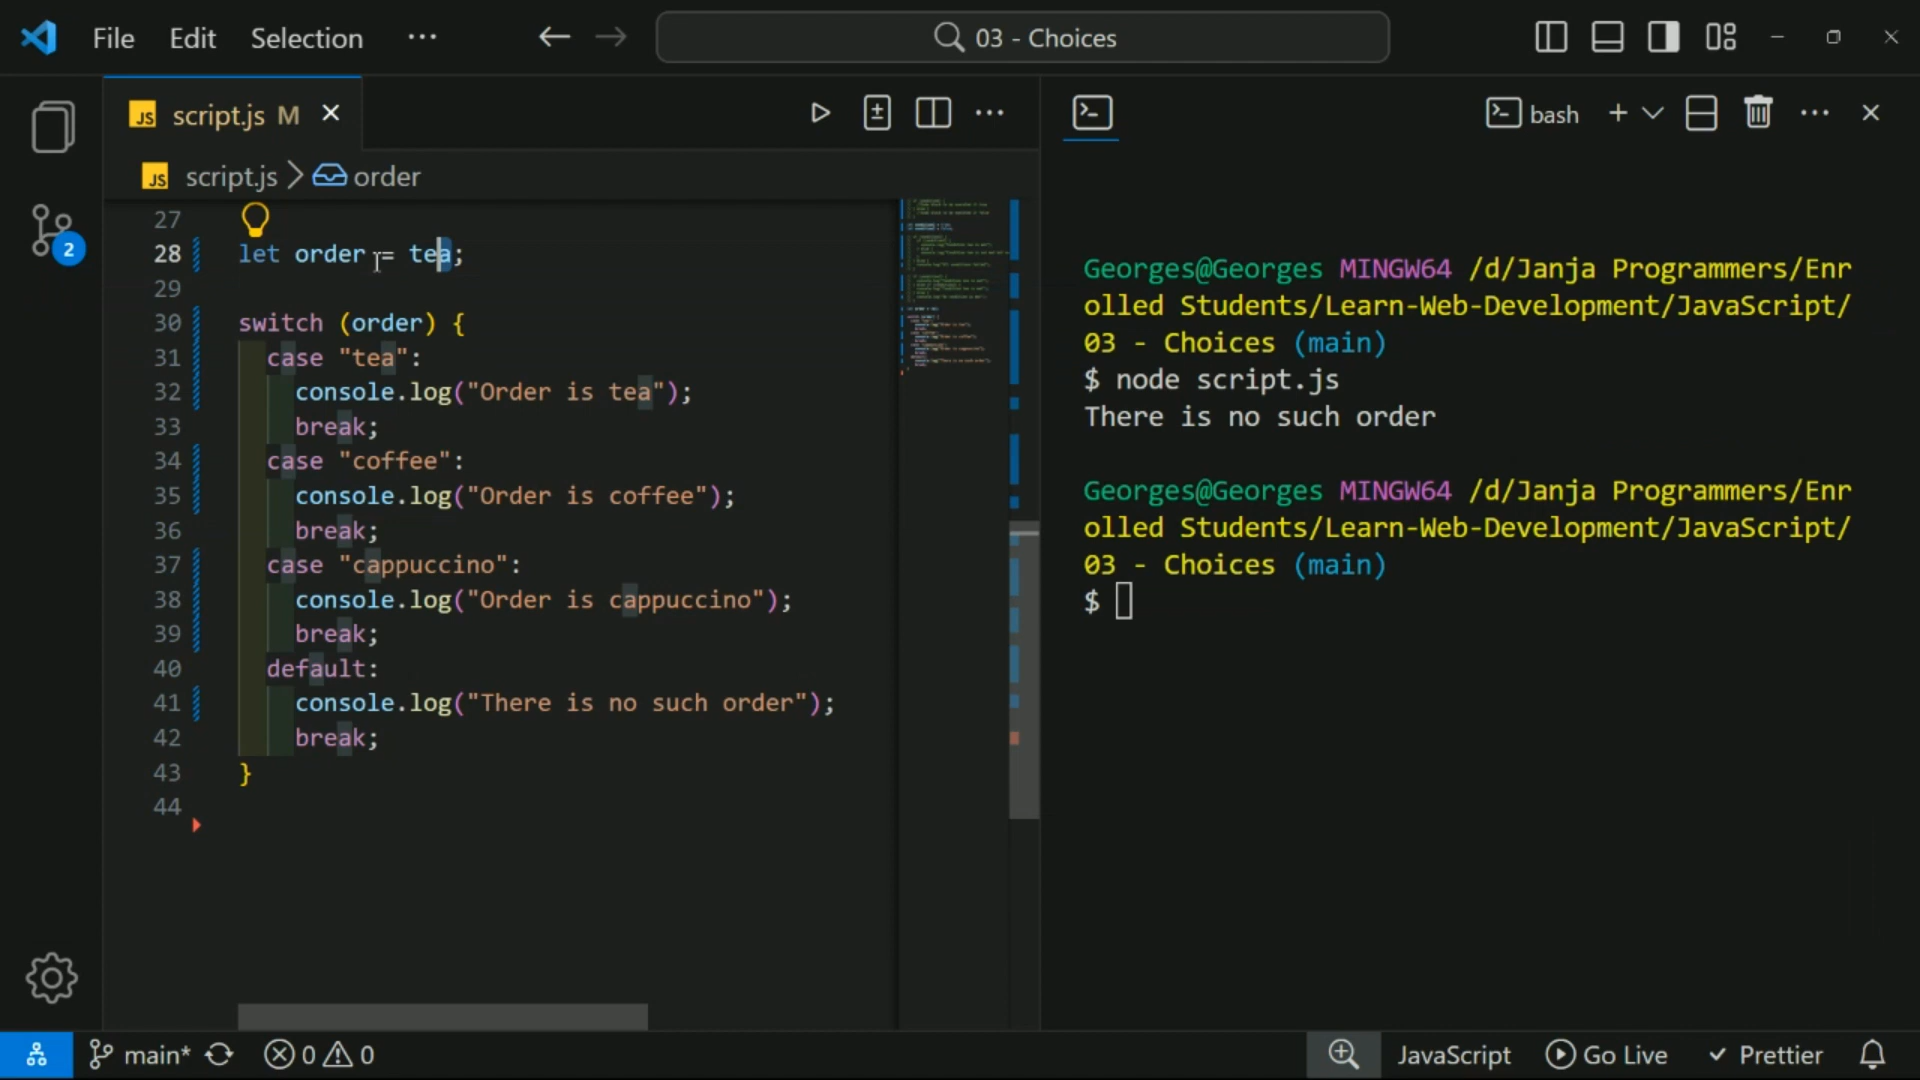 File Edit Selection ··· 03 - Choices
JS script.js M
bash
JS script.js > order
27
28 let order = tea;
29
30 switch (order) {
31 case "tea":
32 console.log("Order is tea");
33 break;
34 case "coffee":
35 console.log("Order is coffee");
36 break;
37 case "cappuccino":
38 console.log("Order is cappuccino");
39 break;
40 default:
41 console.log("There is no such order");
42 break;
43 }
44
Georges@Georges MINGW64 /d/Janja Programmers/Enr
olled Students/Learn-Web-Development/JavaScript/
03 - Choices (main)
$ node script.js
There is no such order
Georges@Georges MINGW64 /d/Janja Programmers/Enr
olled Students/Learn-Web-Development/JavaScript/
03 - Choices (main)
$
2
main* 0 0 JavaScript Go Live Prettier